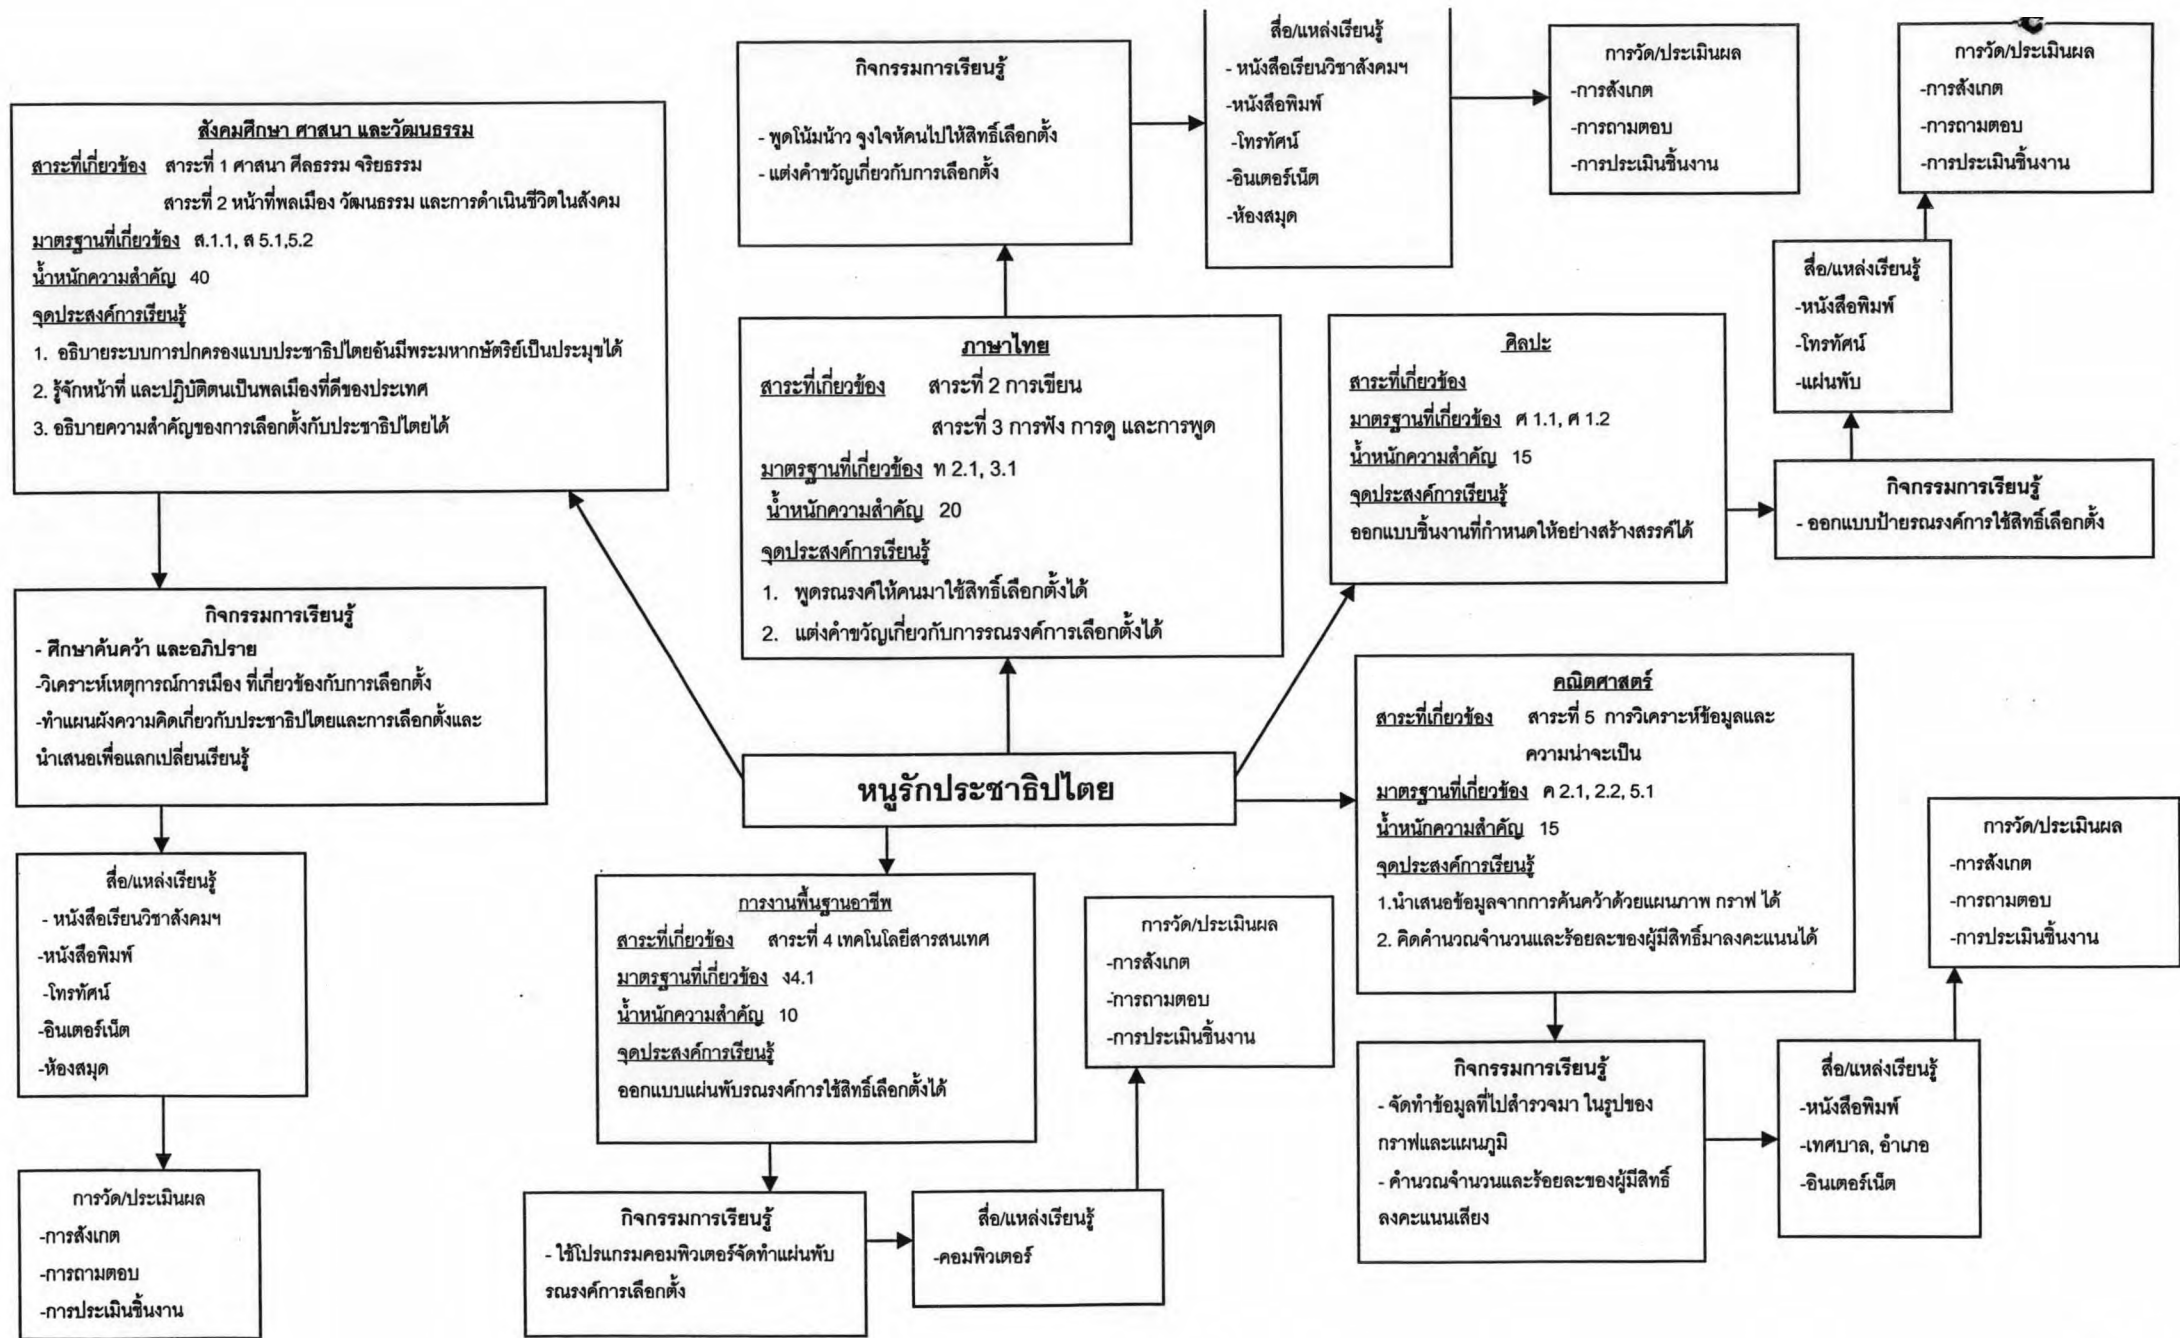 สังคมศึกษา ศาสนา และวัฒนธรรม
สาระที่เกี่ยวข้อง สาระที่ 1 ศาสนา ศีลธรรม จริยธรรม
สาระที่ 2 หน้าที่พลเมือง วัฒนธรรม และการดำเนินชีวิตในสังคม
มาตรฐานที่เกี่ยวข้อง ส.1.1, ส 5.1,5.2
น้ำหนักความสำคัญ 40
จุดประสงค์การเรียนรู้
1. อธิบายระบบการปกครองแบบประชาธิปไตยอันมีพระมหากษัตริย์เป็นประมุขได้
2. รู้จักหน้าที่ และปฏิบัติตนเป็นพลเมืองที่ดีของประเทศ
3. อธิบายความสำคัญของการเลือกตั้งกับประชาธิปไตยได้
กิจกรรมการเรียนรู้
- ศึกษาค้นคว้า และอภิปราย
-วิเคราะห์เหตุการณ์การเมือง ที่เกี่ยวข้องกับการเลือกตั้ง
-ทำแผนผังความคิดเกี่ยวกับประชาธิปไตยและการเลือกตั้งและ
นำเสนอเพื่อแลกเปลี่ยนเรียนรู้
สื่อ/แหล่งเรียนรู้
- หนังสือเรียนวิชาสังคมฯ
-หนังสือพิมพ์
-โทรทัศน์
-อินเตอร์เน็ต
-ห้องสมุด
การวัด/ประเมินผล
-การสังเกต
-การถามตอบ
-การประเมินชิ้นงาน
กิจกรรมการเรียนรู้
- พูดโน้มน้าว จูงใจห้คนไปให้สิทธิ์เลือกตั้ง
- แต่งคำขวัญเกี่ยวกับการเลือกตั้ง
สื่อ/แหล่งเรียนรู้
- หนังสือเรียนวิชาสังคมฯ
-หนังสือพิมพ์
-โทรทัศน์
-อินเตอร์เน็ต
-ห้องสมุด
การวัด/ประเมินผล
-การสังเกต
-การถามตอบ
-การประเมินชิ้นงาน
ภาษาไทย
สาระที่เกี่ยวข้อง สาระที่ 2 การเขียน
สาระที่ 3 การฟัง การดู และการพูด
มาตรฐานที่เกี่ยวข้อง ท 2.1, 3.1
น้ำหนักความสำคัญ 20
จุดประสงค์การเรียนรู้
1. พูดรณรงค์ให้คนมาใช้สิทธิ์เลือกตั้งได้
2. แต่งคำขวัญเกี่ยวกับการรณรงค์การเลือกตั้งได้
หนูรักประชาธิปไตย
ศิลปะ
สาระที่เกี่ยวข้อง
มาตรฐานที่เกี่ยวข้อง ศ 1.1, ศ 1.2
น้ำหนักความสำคัญ 15
จุดประสงค์การเรียนรู้
ออกแบบชิ้นงานที่กำหนดให้อย่างสร้างสรรค์ได้
กิจกรรมการเรียนรู้
- ออกแบบป้ายรณรงค์การใช้สิทธิ์เลือกตั้ง
สื่อ/แหล่งเรียนรู้
-หนังสือพิมพ์
-โทรทัศน์
-แผ่นพับ
การวัด/ประเมินผล
-การสังเกต
-การถามตอบ
-การประเมินชิ้นงาน
คณิตศาสตร์
สาระที่เกี่ยวข้อง สาระที่ 5 การวิเคราะห์ข้อมูลและ
ความน่าจะเป็น
มาตรฐานที่เกี่ยวข้อง ค 2.1, 2.2, 5.1
น้ำหนักความสำคัญ 15
จุดประสงค์การเรียนรู้
1.นำเสนอข้อมูลจากการค้นคว้าด้วยแผนภาพ กราฟ ได้
2. คิดคำนวณจำนวนและร้อยละของผู้มีสิทธิ์มาลงคะแนนได้
กิจกรรมการเรียนรู้
- จัดทำข้อมูลที่ไปสำรวจมา ในรูปของ
กราฟและแผนภูมิ
- คำนวณจำนวนและร้อยละของผู้มีสิทธิ์
ลงคะแนนเสียง
สื่อ/แหล่งเรียนรู้
-หนังสือพิมพ์
-เทศบาล, อำเภอ
-อินเตอร์เน็ต
การวัด/ประเมินผล
-การสังเกต
-การถามตอบ
-การประเมินชิ้นงาน
การงานพื้นฐานอาชีพ
สาระที่เกี่ยวข้อง สาระที่ 4 เทคโนโลยีสารสนเทศ
มาตรฐานที่เกี่ยวข้อง ง4.1
น้ำหนักความสำคัญ 10
จุดประสงค์การเรียนรู้
ออกแบบแผ่นพับรณรงค์การใช้สิทธิ์เลือกตั้งได้
กิจกรรมการเรียนรู้
- ใช้โปรแกรมคอมพิวเตอร์จัดทำแผ่นพับ
รณรงค์การเลือกตั้ง
สื่อ/แหล่งเรียนรู้
-คอมพิวเตอร์
การวัด/ประเมินผล
-การสังเกต
-การถามตอบ
-การประเมินชิ้นงาน